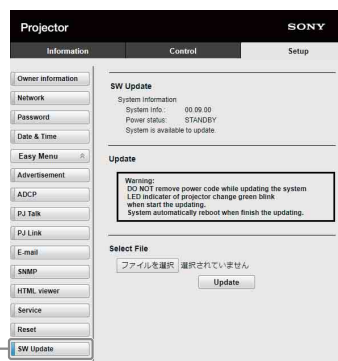 Projector
SONY
Information
Control
Setup
Owner information
Network
Password
Date & Time
Easy Menu
Advertisement
ADCP
PJ Talk
PJ Link
E-mail
SNMP
HTML viewer
Service
Reset
SW Update
SW Update
System Information
System Info.: 00.09.00
Power status: STANDBY
System is available to update.
Update
Warning:
DO NOT remove power code while updating the system
LED indicater of projector change green blink
when start the updating.
System automatically reboot when finish the updating.
Select File
ファイルを選択 選択されていません
Update